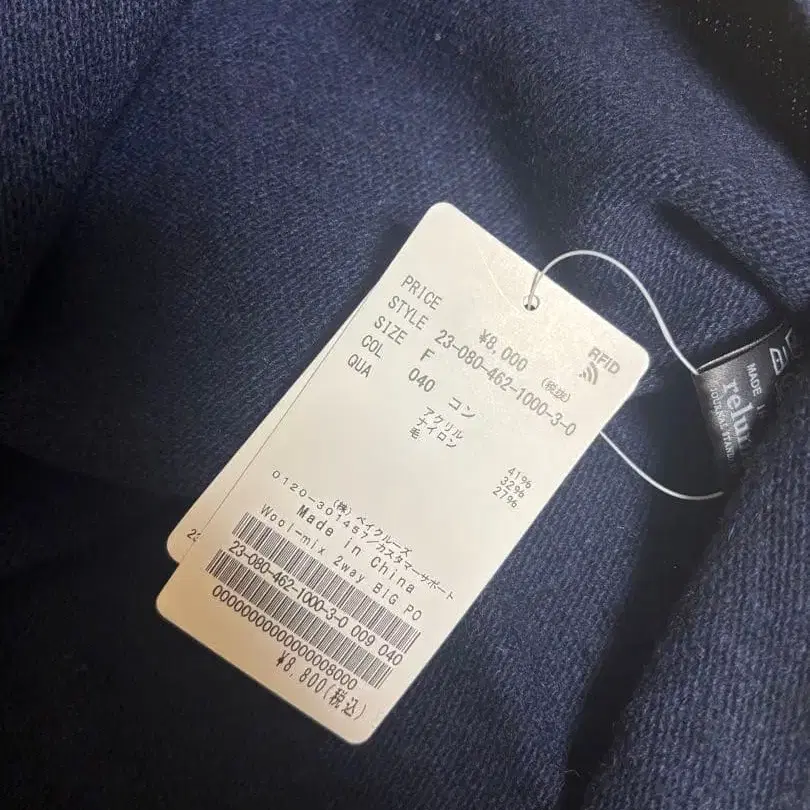 PRICE ¥8,000 (税抜)
STYLE 23-080-462-1000-3-0
SIZE F
COL 040 コン
QUA アクリル 41%
ナイロン 32%
毛 27%
RFID
(株)ベイクルーズ
0120-301457/カスタマーサポート
Made in China
Wool-mix 2way BIG PO
23-080-462-1000-3-0 009 040
0000000000000008000
¥8,800(税込)
23
MADE